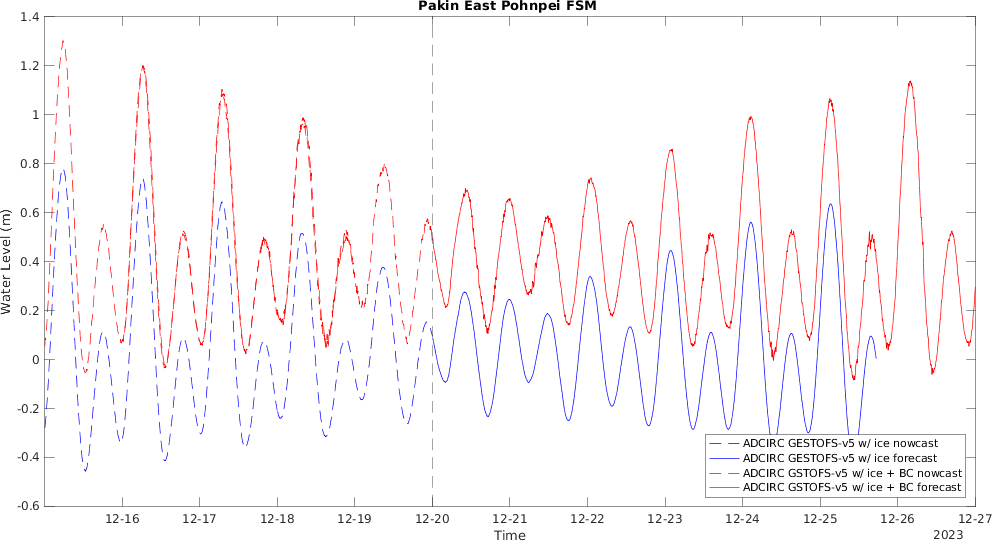 Pakin East Pohnpei FSM
Water Level (m)
1.4
1.2
1
0.8
0.6
0.4
0.2
0
-0.2
-0.4
-0.6
ADCIRC GESTOFS-v5 w/ ice nowcast
ADCIRC GESTOFS-v5 w/ ice forecast
ADCIRC GSTOFS-v5 w/ ice + BC nowcast
ADCIRC GSTOFS-v5 w/ ice + BC forecast
12-16 12-17 12-18 12-19 12-20 12-21 12-22 12-23 12-24 12-25 12-26 12-27
Time
2023